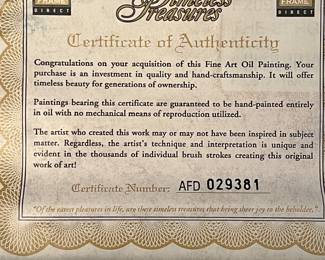 FRAME
DIRECT
Timeless
Treasures
FRAME
DIRECT
Certificate of Authenticity
Congratulations on your acquisition of this Fine Art Oil Painting. Your
purchase is an investment in quality and hand-craftsmanship. It will offer
timeless beauty for generations of ownership.
Paintings bearing this certificate are guaranteed to be hand-painted entirely
in oil with no mechanical means of reproduction utilized.
The artist who created this work may or may not have been inspired in subject
matter. Regardless, the artist's technique and interpretation is unique and
evident in the thousands of individual brush strokes creating this original
work of art!
Certificate Number: AFD 029381
"Of the rarest pleasures in life, are there timeless treasures that bring sheer joy to the beholder."